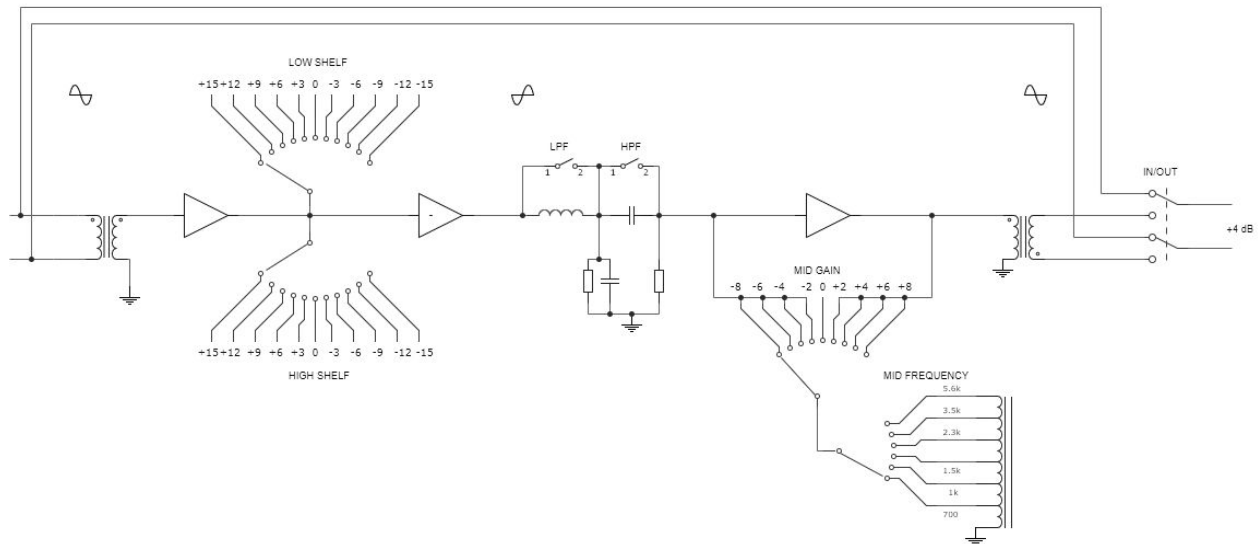 LOW SHELF
+15 +12 +9 +6 +3 0 -3 -6 -9 -12 -15
LPF
HPF
1 2
1 2
IN/OUT
-
+4 dB
MID GAIN
-8 -6 -4 -2 0 +2 +4 +6 +8
+15 +12 +9 +6 +3 0 -3 -6 -9 -12 -15
HIGH SHELF
MID FREQUENCY
5.6k
3.5k
2.3k
1.5k
1k
700